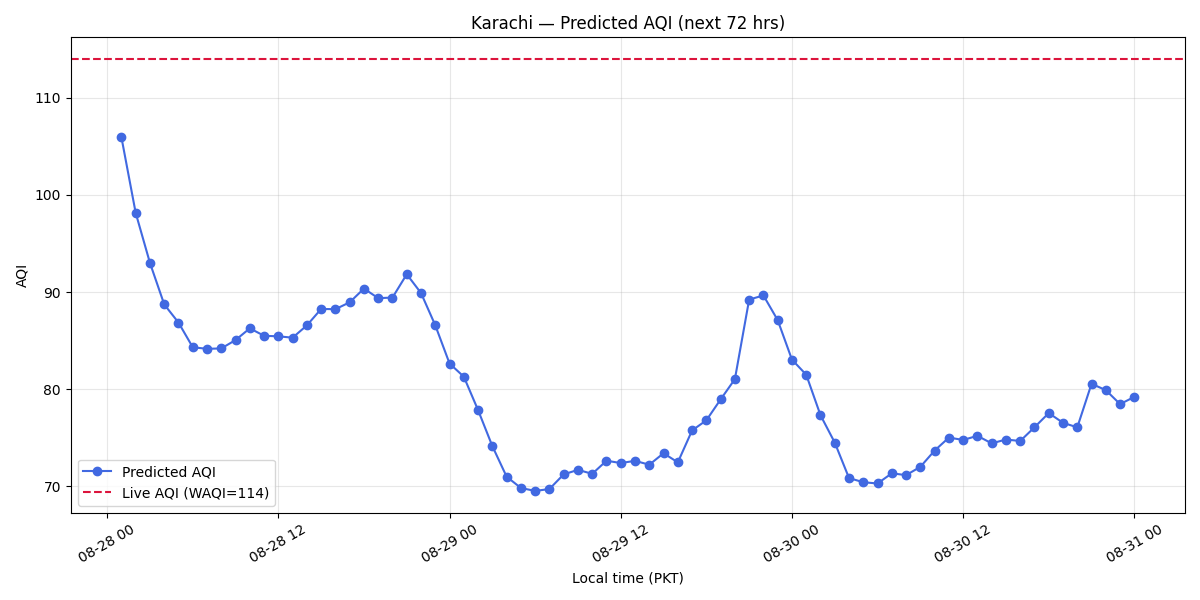 Karachi — Predicted AQI (next 72 hrs)
AQI
110
100
90
80
70
Predicted AQI
Live AQI (WAQI=114)
08-28 00
08-28 12
08-29 00
08-29 12
08-30 00
08-30 12
08-31 00
Local time (PKT)